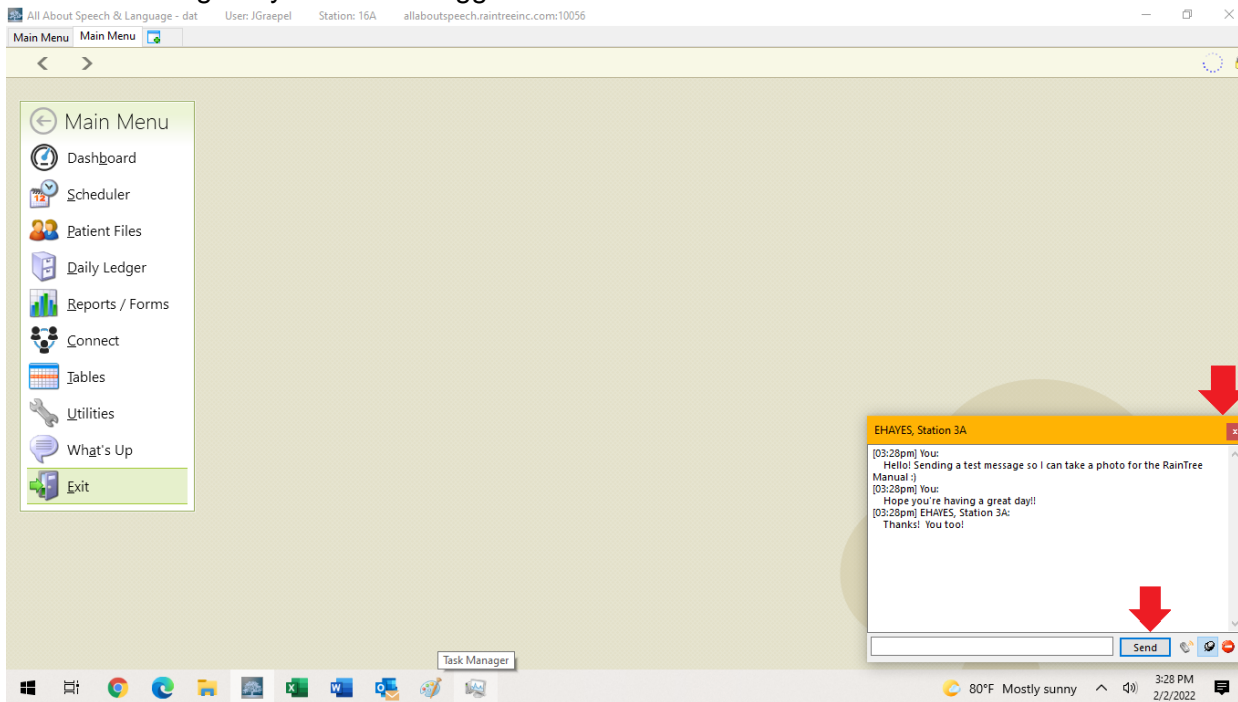 All About Speech & Language - dat User: JGraepel Station: 16A allaboutspeech.raintreeinc.com:10056
Main Menu Main Menu
Main Menu
Dashboard
Scheduler
Patient Files
Daily Ledger
Reports / Forms
Connect
Tables
Utilities
What's Up
Exit
EHAYES, Station 3A
[03:28pm] You:
Hello! Sending a test message so I can take a photo for the RainTree
Manual :)
[03:28pm] You:
Hope you're having a great day!!
[03:28pm] EHAYES, Station 3A:
Thanks! You too!
Send
Task Manager
80°F Mostly sunny
3:28 PM
2/2/2022